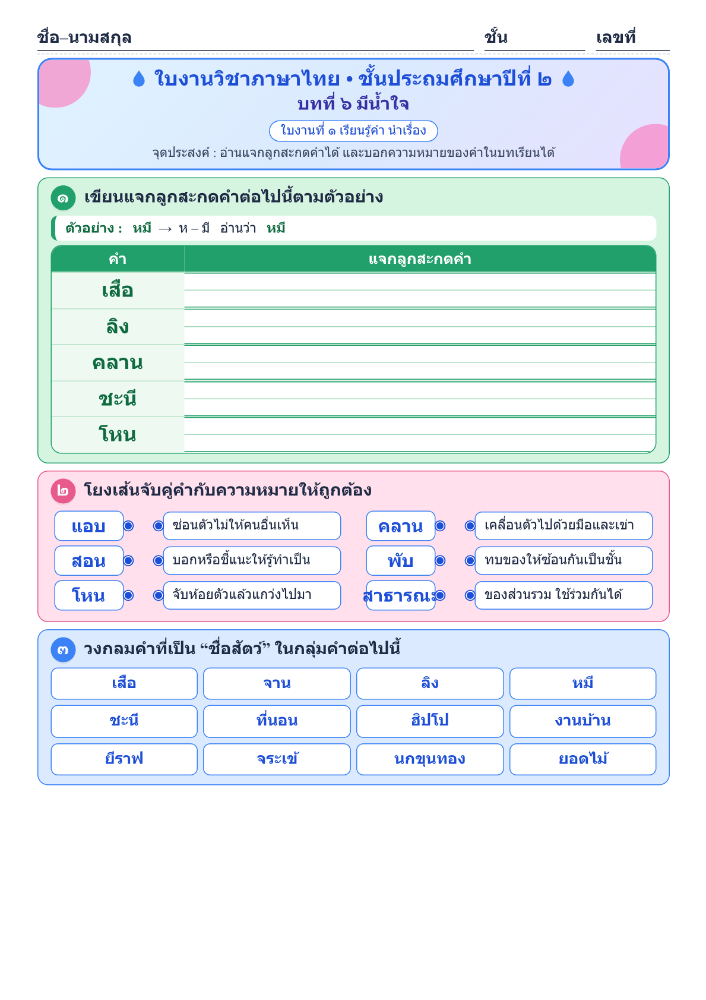 ชื่อ–นามสกุล ชั้น เลขที่
ใบงานวิชาภาษาไทย • ชั้นประถมศึกษาปีที่ ๒
บทที่ ๖ มีน้ำใจ
ใบงานที่ ๑ เรียนรู้คำ นำเรื่อง
จุดประสงค์ : อ่านแจกลูกสะกดคำได้ และบอกความหมายของคำในบทเรียนได้
๑ เขียนแจกลูกสะกดคำต่อไปนี้ตามตัวอย่าง
ตัวอย่าง : หมี → ห – มี อ่านว่า หมี
คำ แจกลูกสะกดคำ
เสือ
ลิง
คลาน
ชะนี
โหน
๒ โยงเส้นจับคู่คำกับความหมายให้ถูกต้อง
แอบ ซ่อนตัวไม่ให้คนอื่นเห็น คลาน เคลื่อนตัวไปด้วยมือและเข่า
สอน บอกหรือชี้แนะให้รู้ทำเป็น พับ ทบของให้ซ้อนกันเป็นชั้น
โหน จับห้อยตัวแล้วแกว่งไปมา สาธารณะ ของส่วนรวม ใช้ร่วมกันได้
๓ วงกลมคำที่เป็น “ชื่อสัตว์” ในกลุ่มคำต่อไปนี้
เสือ จาน ลิง หมี
ชะนี ที่นอน ฮิปโป งานบ้าน
ยีราฟ จระเข้ นกขุนทอง ยอดไม้